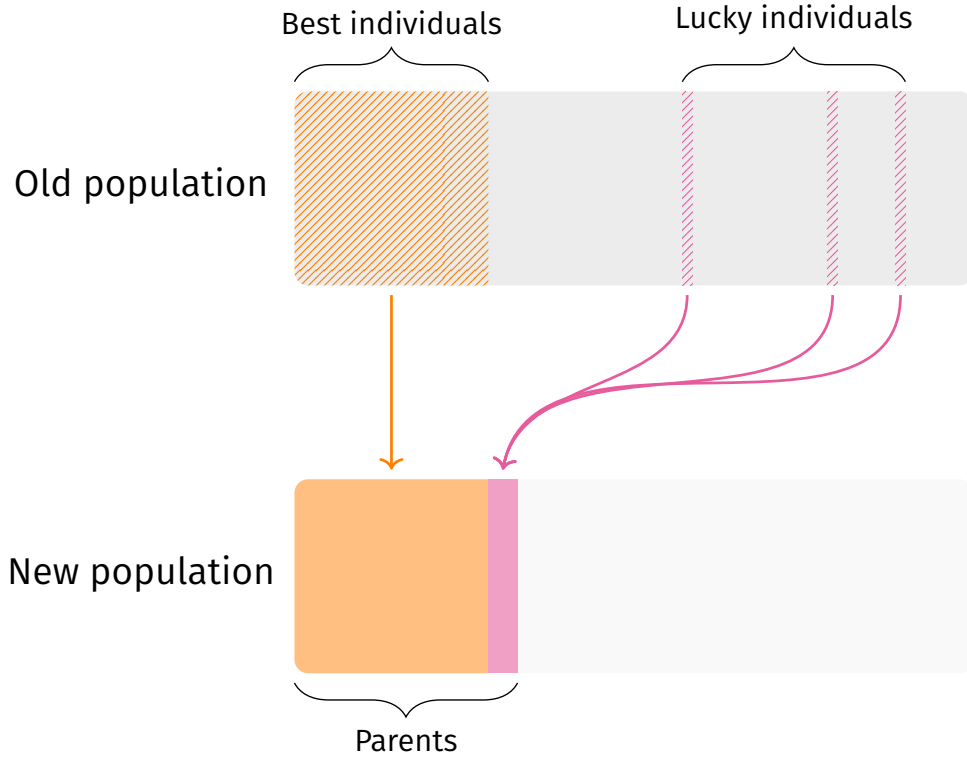 Best individuals
Lucky individuals
Old population
New population
Parents